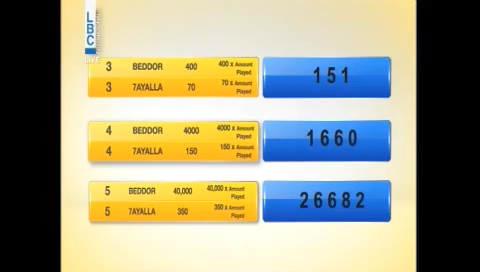 LBC
LIVE
3 BEDDOR 400 400 x Amount Played
3 7AYALLA 70 70 x Amount Played
151
4 BEDDOR 4000 4000 x Amount Played
4 7AYALLA 150 150 x Amount Played
1660
5 BEDDOR 40,000 40,000 x Amount Played
5 7AYALLA 350 350 x Amount Played
26682